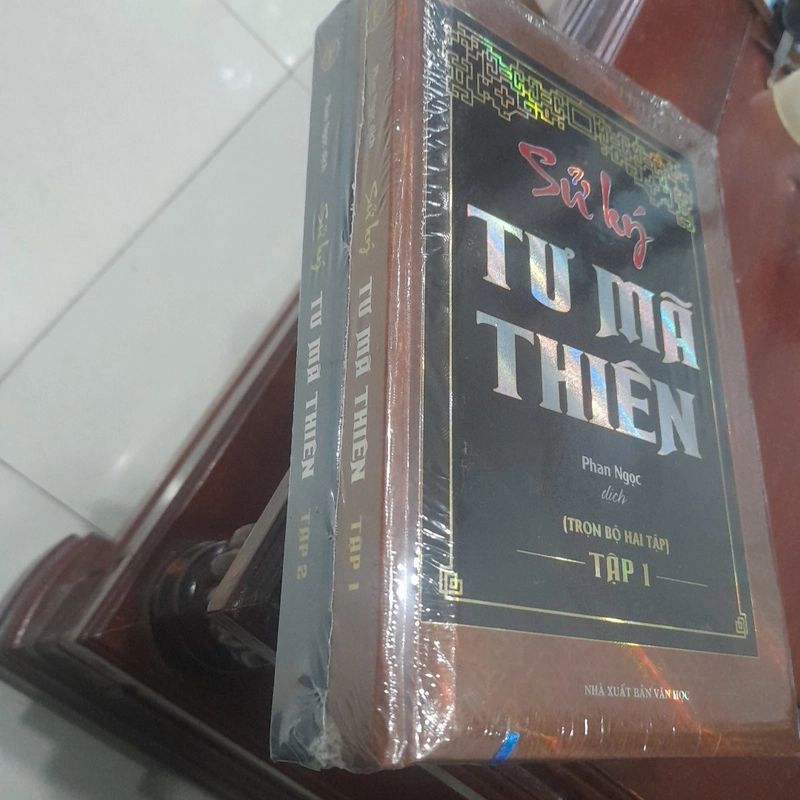 Sử ký
TƯ MÃ
THIÊN
Phan Ngọc
dịch
(TRỌN BỘ HAI TẬP)
TẬP 1
NHÀ XUẤT BẢN VĂN HỌC
Sử ký TƯ MÃ THIÊN TẬP 1
Sử ký TƯ MÃ THIÊN TẬP 2